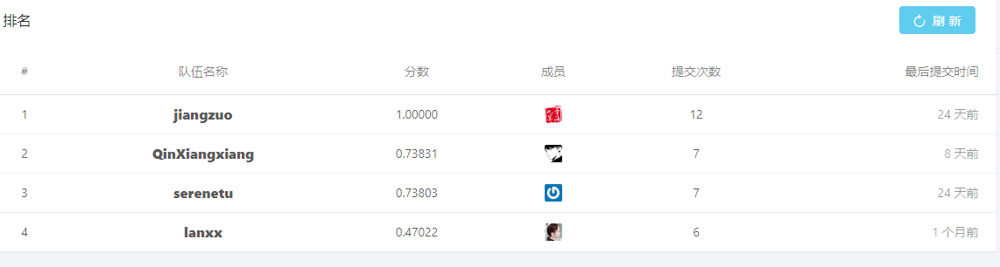 排名
刷 新
# 队伍名称 分数 成员 提交次数 最后提交时间
1 jiangzuo 1.00000 12 24 天前
2 QinXiangxiang 0.73831 7 8 天前
3 serenetu 0.73803 7 24 天前
4 lanxx 0.47022 6 1 个月前